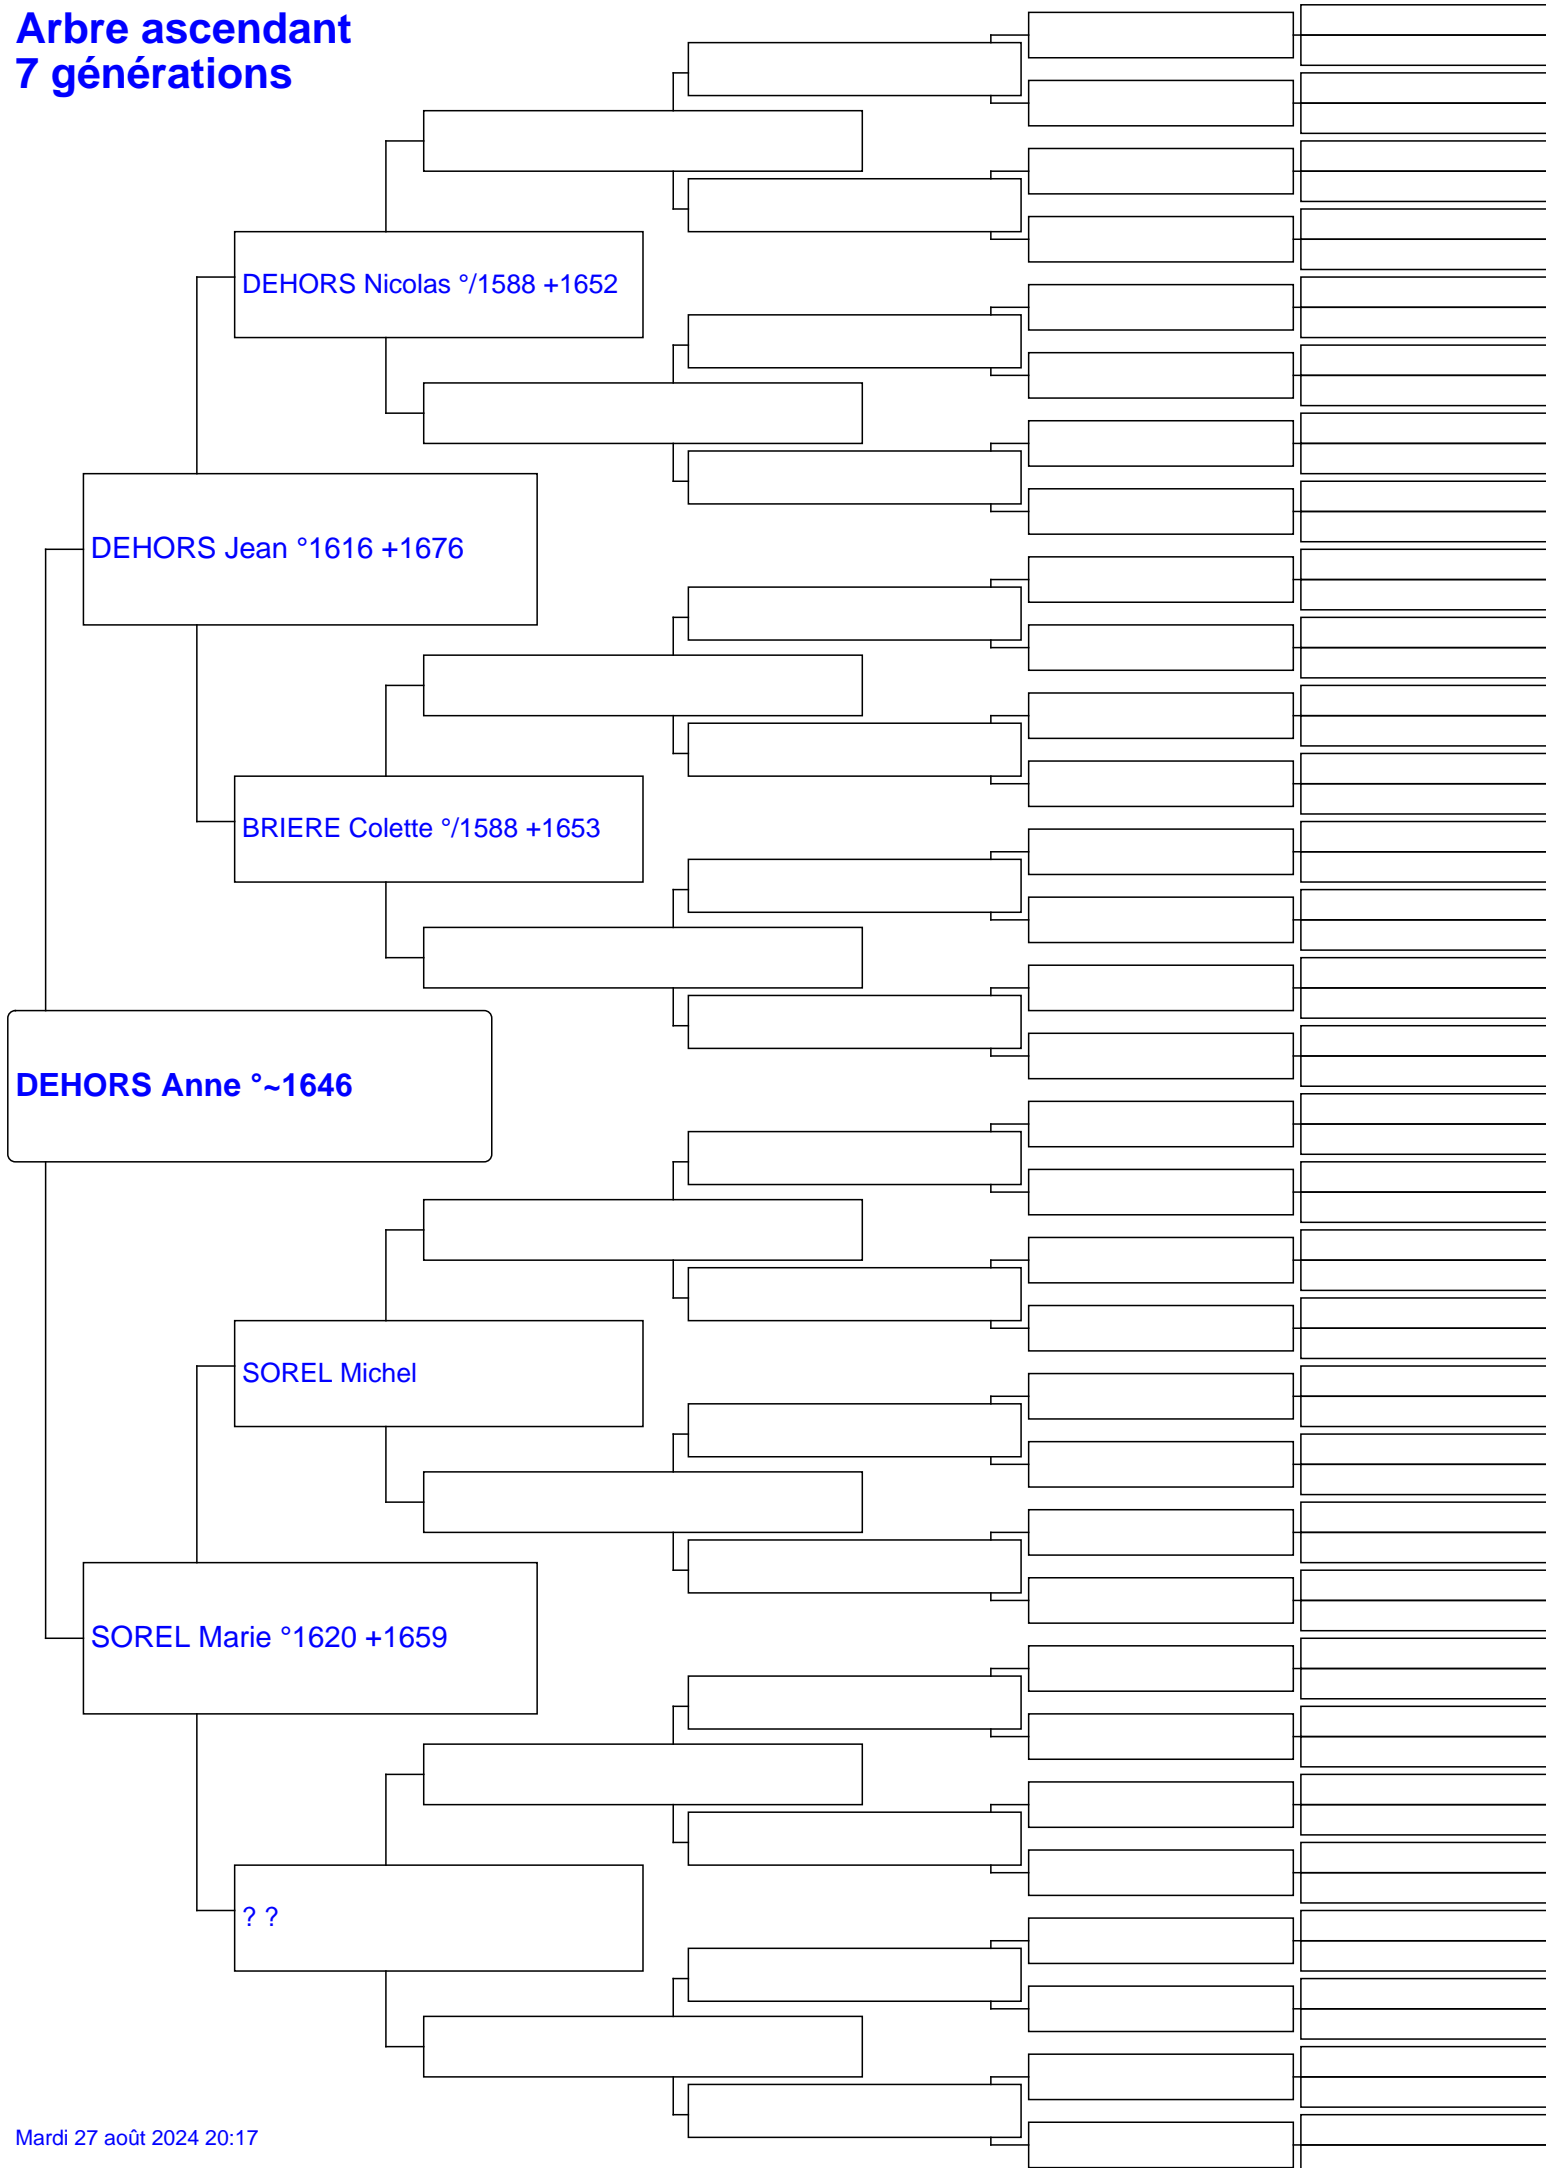 Arbre ascendant
7 générations
DEHORS Nicolas °/1588 +1652
DEHORS Jean °1616 +1676
BRIERE Colette °/1588 +1653
DEHORS Anne °~1646
SOREL Michel
SOREL Marie °1620 +1659
? ?
Mardi 27 août 2024 20:17